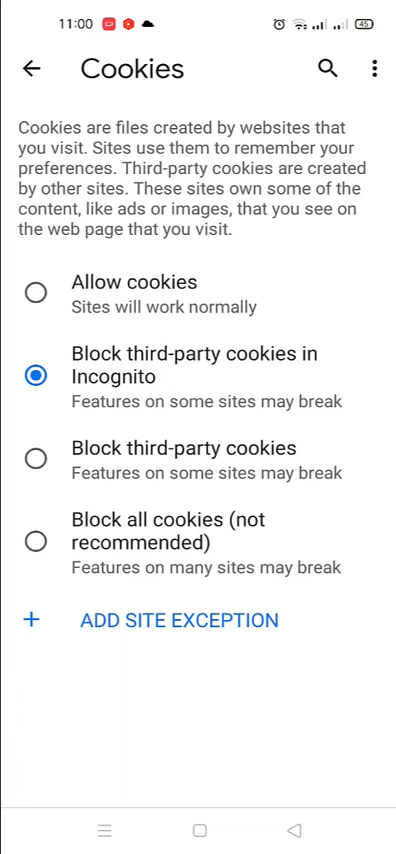 11:00
45
Cookies
Cookies are files created by websites that
you visit. Sites use them to remember your
preferences. Third-party cookies are created
by other sites. These sites own some of the
content, like ads or images, that you see on
the web page that you visit.
Allow cookies
Sites will work normally
Block third-party cookies in
Incognito
Features on some sites may break
Block third-party cookies
Features on some sites may break
Block all cookies (not
recommended)
Features on many sites may break
+ ADD SITE EXCEPTION